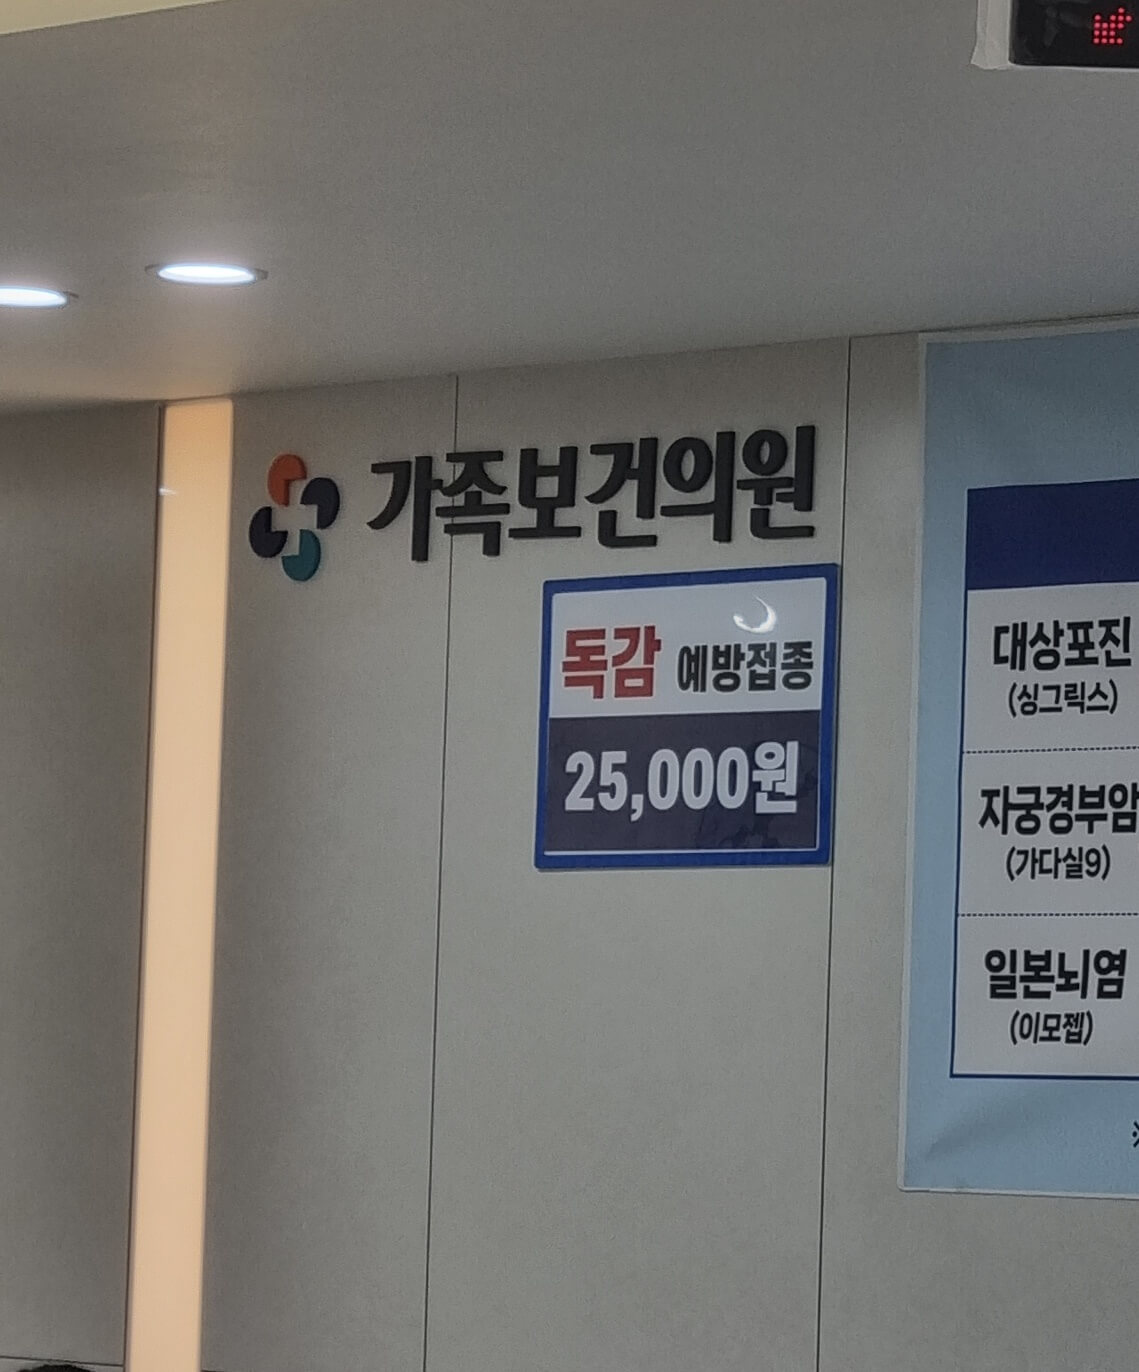 가족보건의원
독감 예방접종
25,000원
대상포진
(싱그릭스)
자궁경부암
(가다실9)
일본뇌염
(이모젭)
※